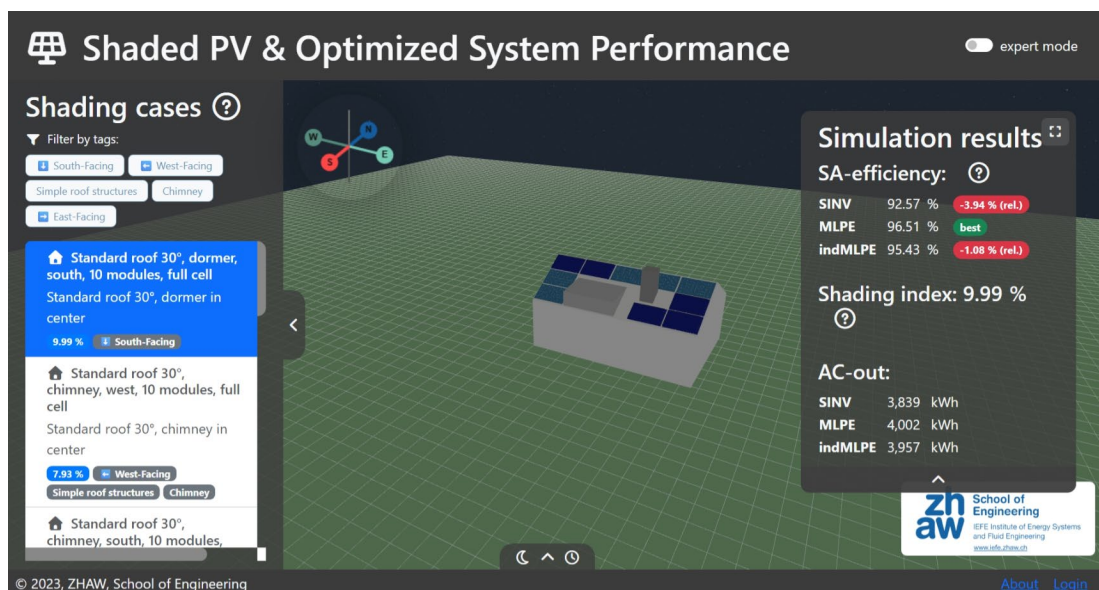 Shaded PV & Optimized System Performance
expert mode
Shading cases
Filter by tags:
South-Facing
West-Facing
Simple roof structures
Chimney
East-Facing
Standard roof 30°, dormer,
south, 10 modules, full cell
Standard roof 30°, dormer in
center
9.99 % South-Facing
Standard roof 30°,
chimney, west, 10 modules, full
cell
Standard roof 30°, chimney in
center
7.93 % West-Facing
Simple roof structures Chimney
Standard roof 30°,
chimney, south, 10 modules,
W
N
S
E
Simulation results
SA-efficiency:
SINV 92.57 % -3.94 % (rel.)
MLPE 96.51 % best
indMLPE 95.43 % -1.08 % (rel.)
Shading index: 9.99 %
AC-out:
SINV 3,839 kWh
MLPE 4,002 kWh
indMLPE 3,957 kWh
zh
aw
School of
Engineering
IEFE Institute of Energy Systems
and Fluid Engineering
www.iefe.zhaw.ch
© 2023, ZHAW, School of Engineering
About Login